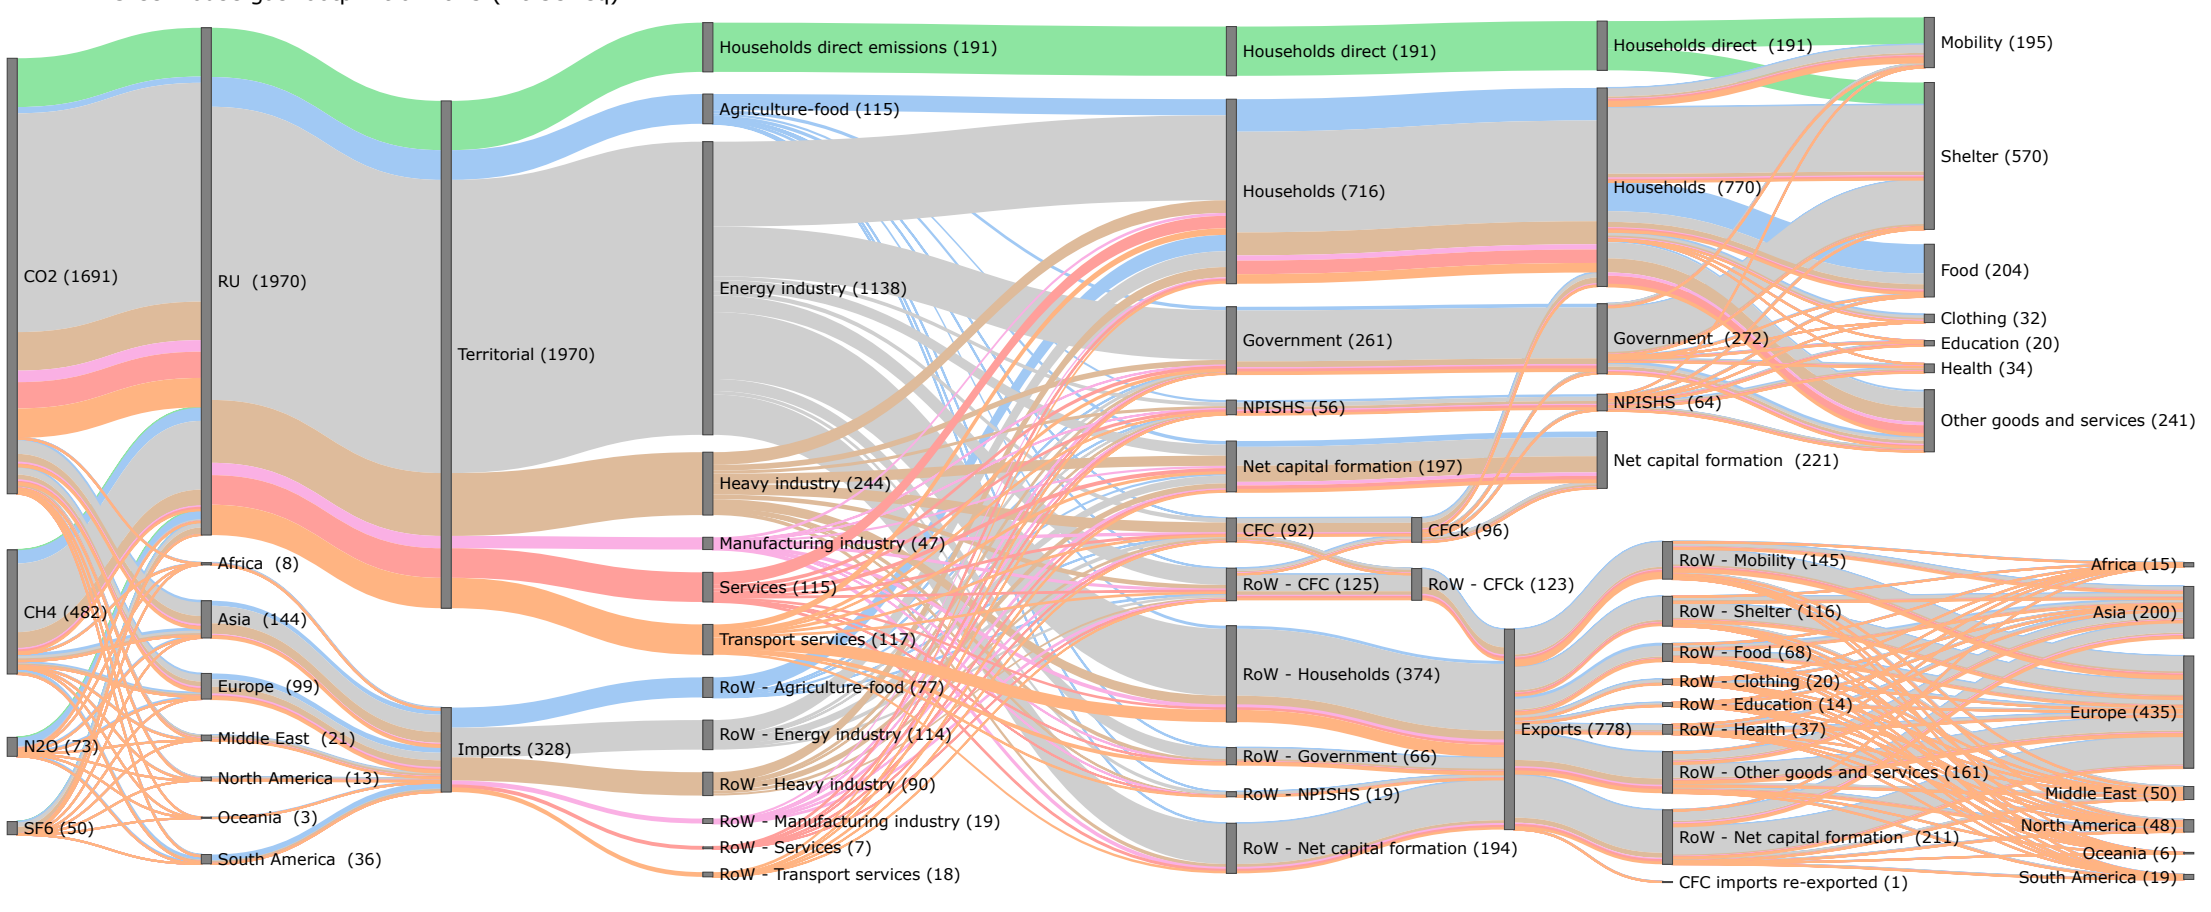 CO2 (1691)
CH4 (482)
N2O (73)
SF6 (50)
RU (1970)
Africa (8)
Asia (144)
Europe (99)
Middle East (21)
North America (13)
Oceania (3)
South America (36)
Territorial (1970)
Imports (328)
Households direct emissions (191)
Agriculture-food (115)
Energy industry (1138)
Heavy industry (244)
Manufacturing industry (47)
Services (115)
Transport services (117)
RoW - Agriculture-food (77)
RoW - Energy industry (114)
RoW - Heavy industry (90)
RoW - Manufacturing industry (19)
RoW - Services (7)
RoW - Transport services (18)
Households direct (191)
Households (716)
Government (261)
NPISHS (56)
Net capital formation (197)
CFC (92)
RoW - CFC (125)
RoW - Households (374)
RoW - Government (66)
RoW - NPISHS (19)
RoW - Net capital formation (194)
CFCk (96)
RoW - CFCk (123)
Exports (778)
Households direct (191)
Households (770)
Government (272)
NPISHS (64)
Net capital formation (221)
RoW - Mobility (145)
RoW - Shelter (116)
RoW - Food (68)
RoW - Clothing (20)
RoW - Education (14)
RoW - Health (37)
RoW - Other goods and services (161)
RoW - Net capital formation (211)
CFC imports re-exported (1)
Mobility (195)
Shelter (570)
Food (204)
Clothing (32)
Education (20)
Health (34)
Other goods and services (241)
Africa (15)
Asia (200)
Europe (435)
Middle East (50)
North America (48)
Oceania (6)
South America (19)